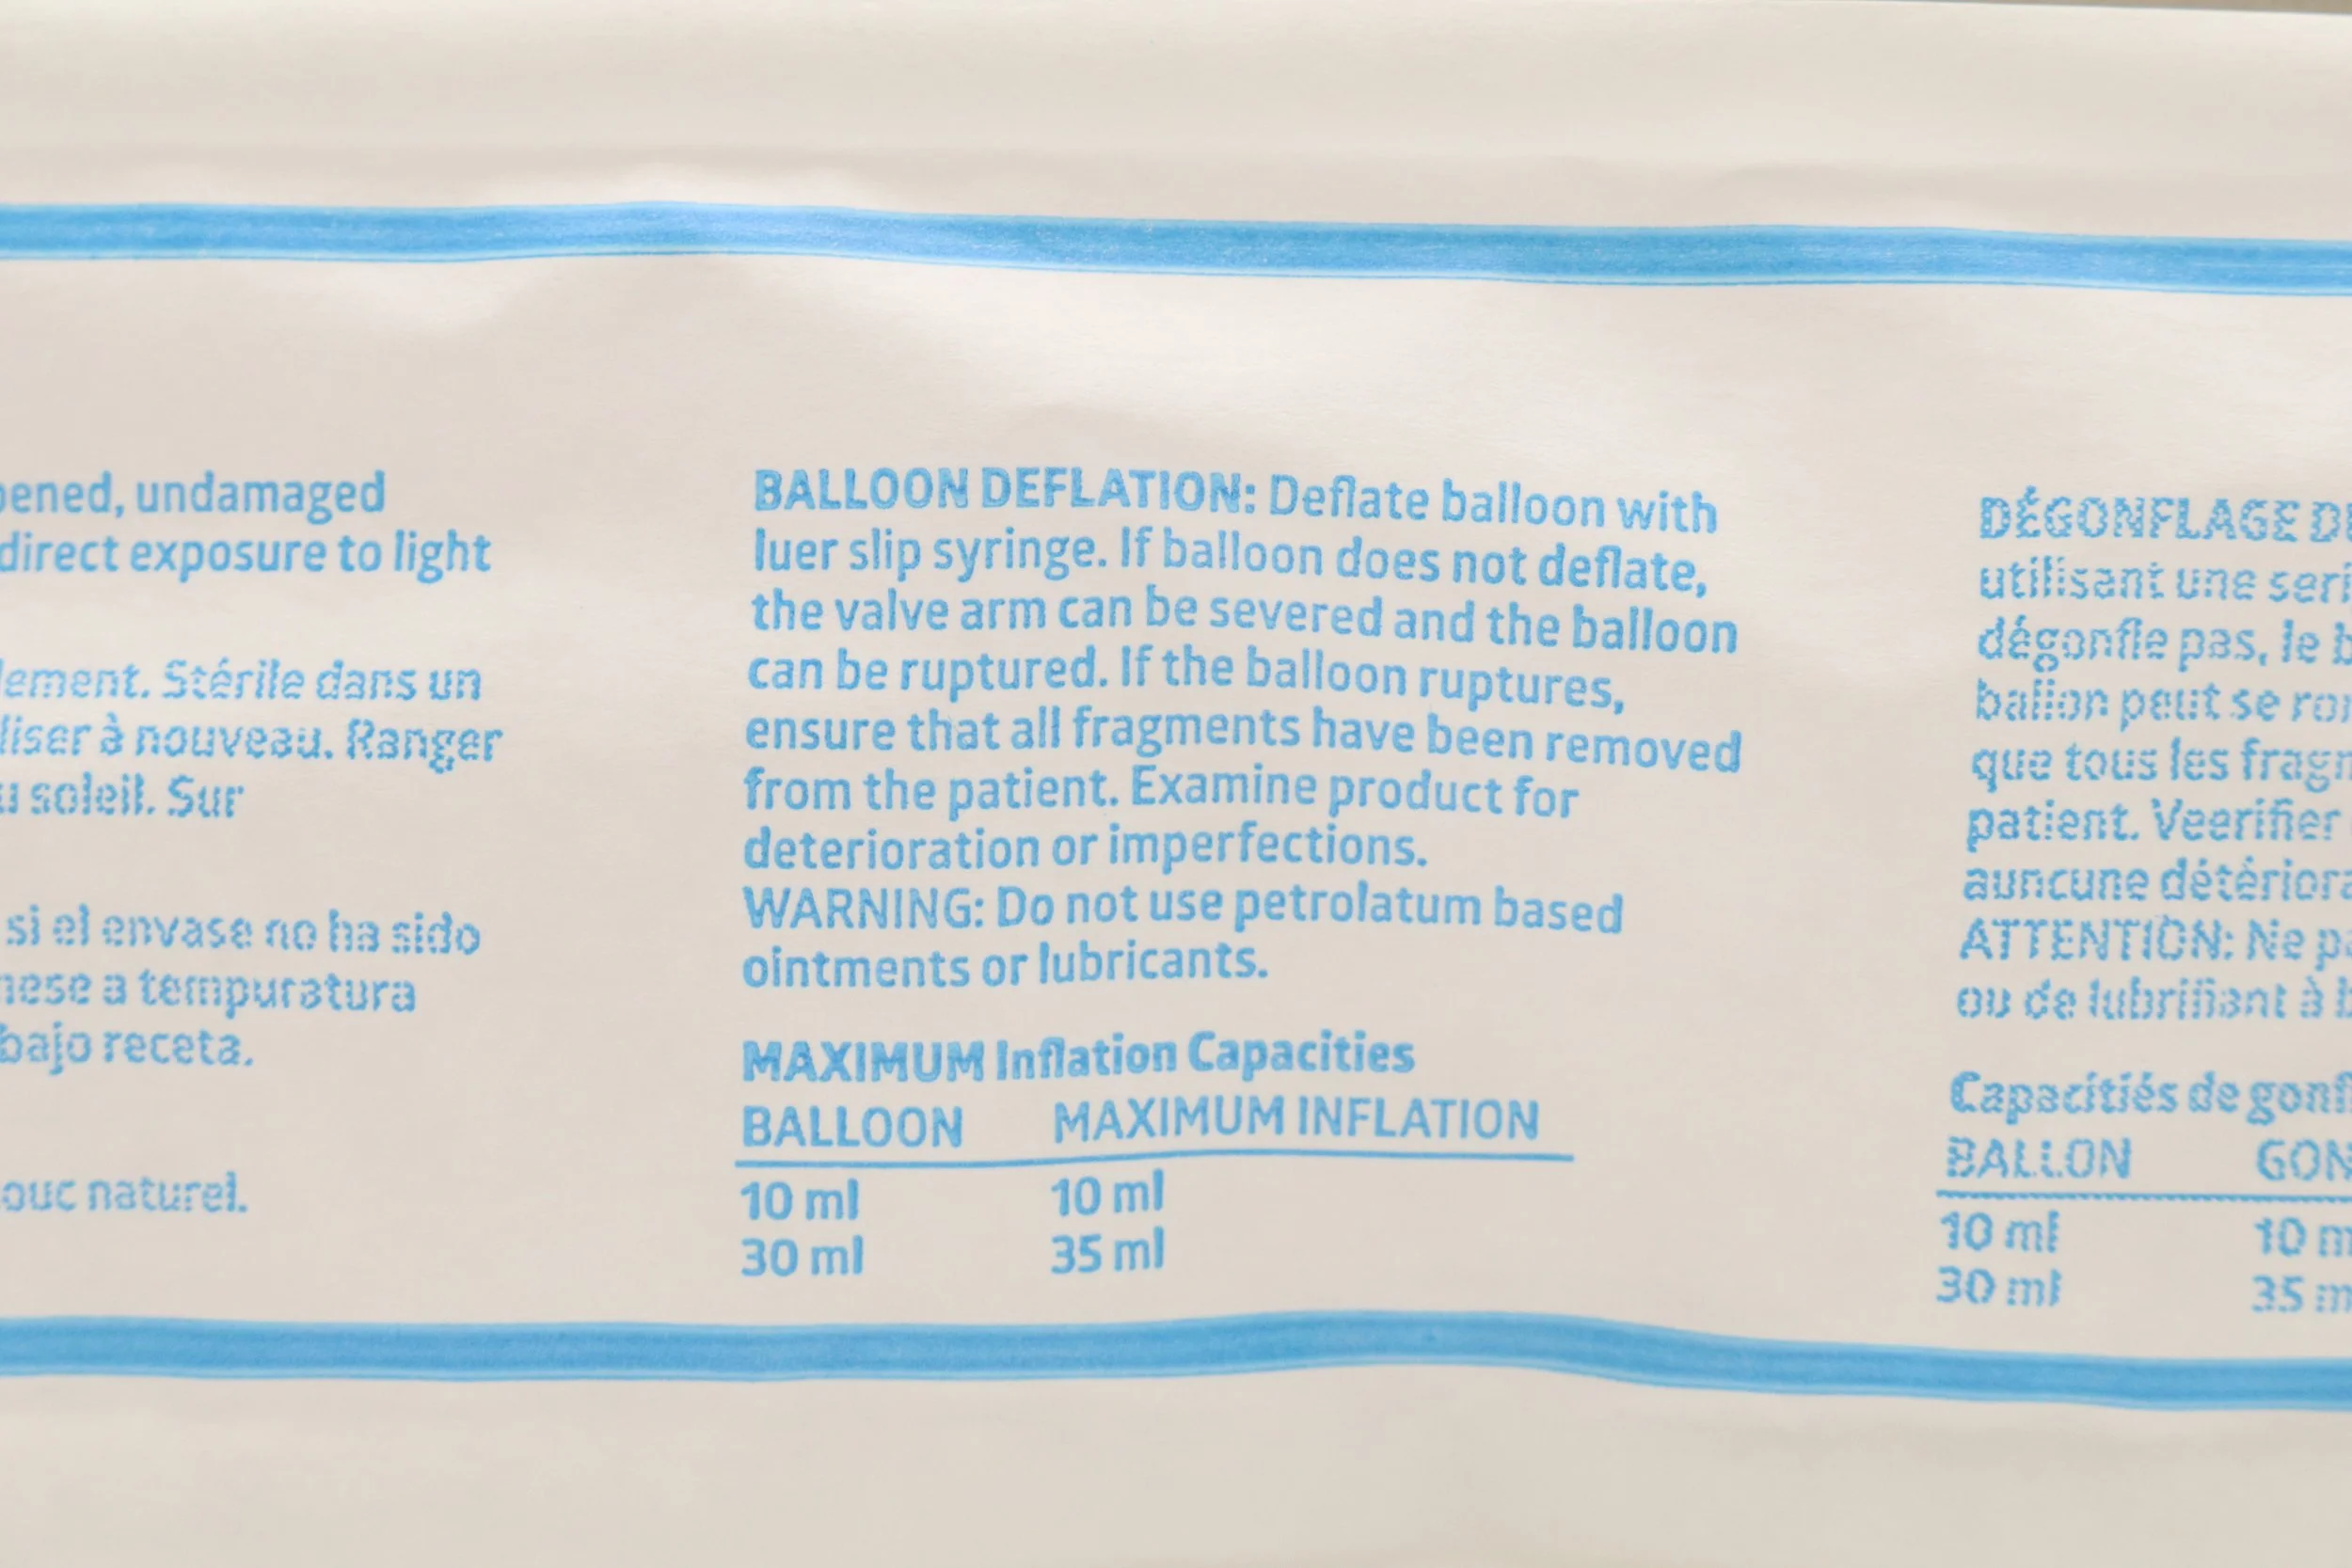 undamaged
direct exposure to light
Stérile dans un
à nouveau. Ranger
soleil. Sur
si el envase no ha sido
a tempuratura
bajo receta.
naturel.
BALLOON DEFLATION: Deflate balloon with
luer slip syringe. If balloon does not deflate,
the valve arm can be severed and the balloon
can be ruptured. If the balloon ruptures,
ensure that all fragments have been removed
from the patient. Examine product for
deterioration or imperfections.
WARNING: Do not use petrolatum based
ointments or lubricants.
MAXIMUM Inflation Capacities
BALLOON MAXIMUM INFLATION
10 ml 10 ml
30 ml 35 ml
DÉGONFLAGE
utilisant une
dégonfle pas, le
ballon peut se
que tous les
patient. Veerifier
auncune
ATTENTION: Ne
ou de lubrifiant à
Capacitiés de
BALLON
10 ml 10
30 ml 35